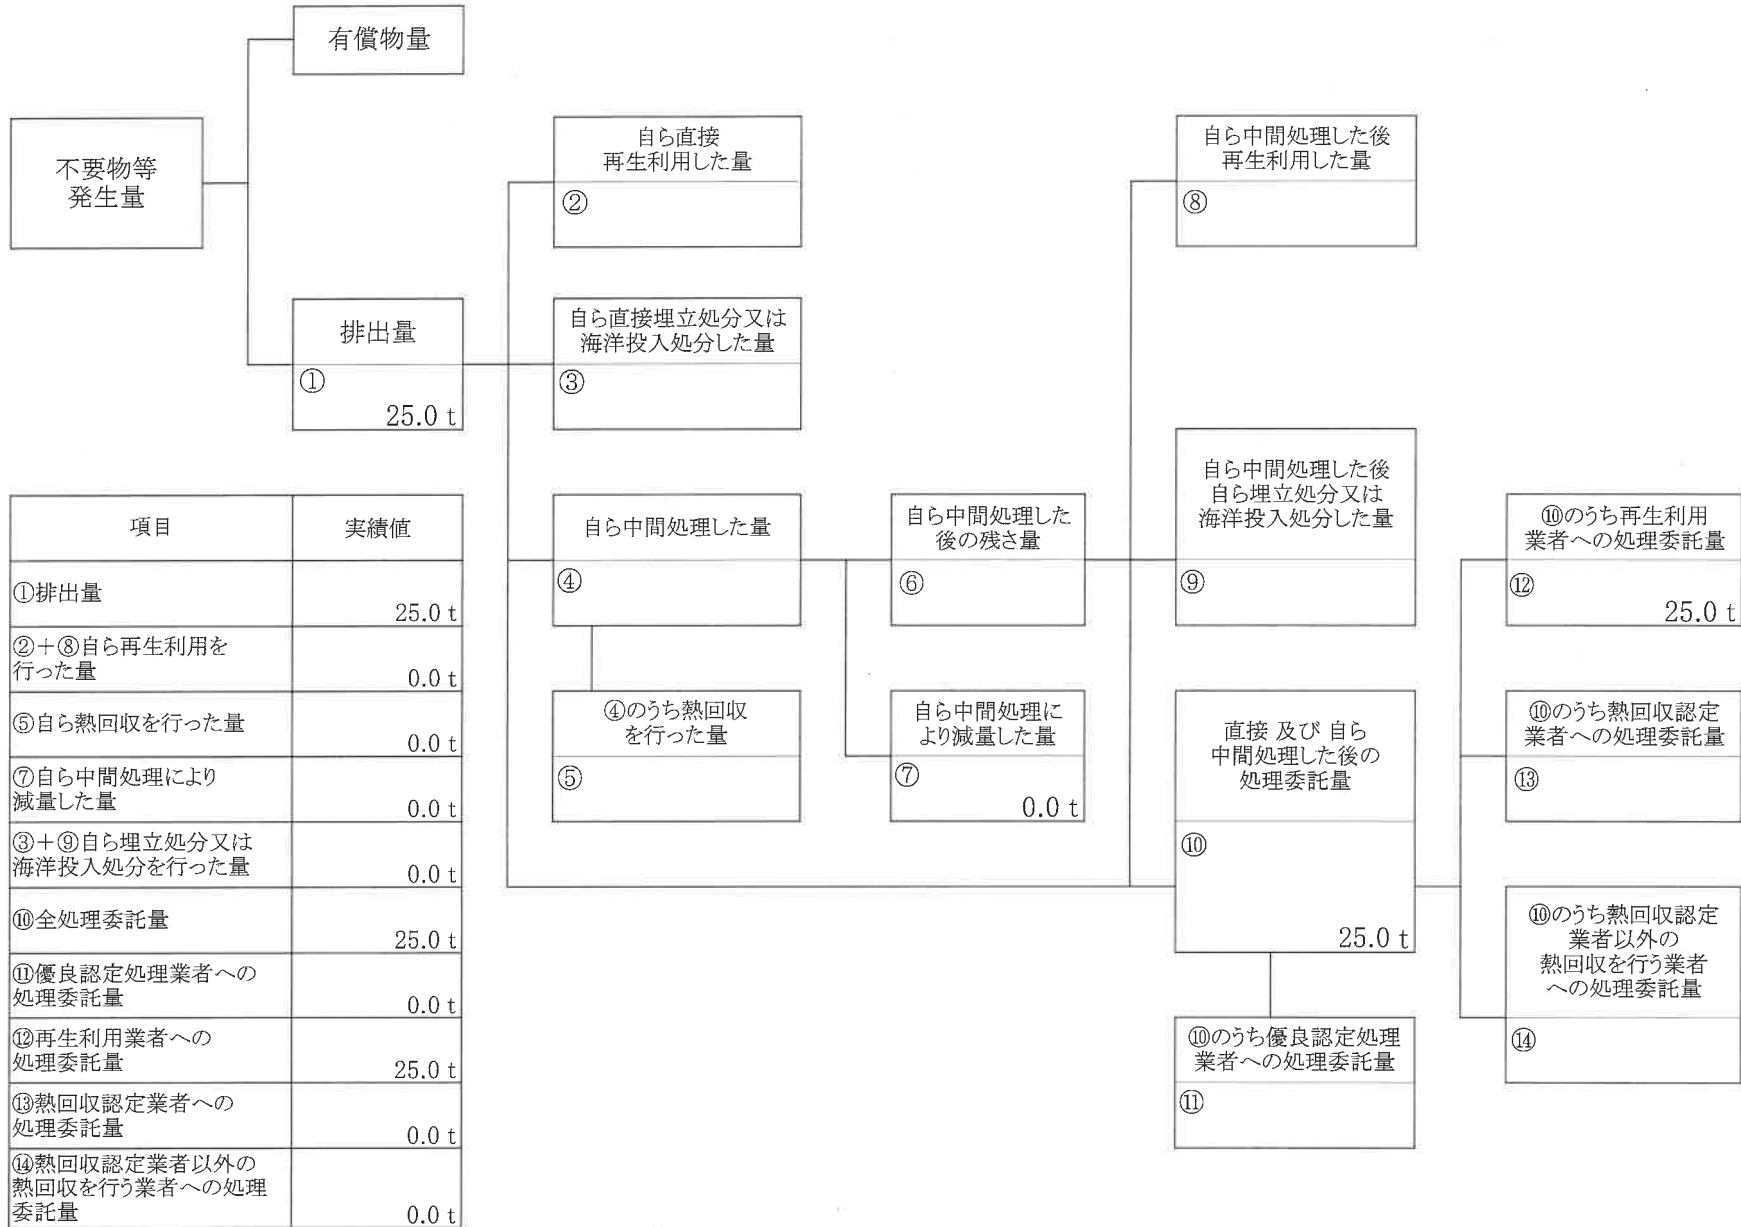 有償物量
不要物等
発生量
自ら直接
再生利用した量
②
自ら中間処理した後
再生利用した量
⑧
排出量
①
25.0 t
自ら直接埋立処分又は
海洋投入処分した量
③
自ら中間処理した量
④
自ら中間処理した
後の残さ量
⑥
自ら中間処理した後
自ら埋立処分又は
海洋投入処分した量
⑨
⑩のうち再生利用
業者への処理委託量
⑫
25.0 t
④のうち熱回収
を行った量
⑤
自ら中間処理に
より減量した量
⑦
0.0 t
直接 及び 自ら
中間処理した後の
処理委託量
⑩
25.0 t
⑩のうち熱回収認定
業者への処理委託量
⑬
⑩のうち熱回収認定
業者以外の
熱回収を行う業者
への処理委託量
⑭
⑩のうち優良認定処理
業者への処理委託量
⑪
項目 実績値
①排出量
25.0 t
②+⑧自ら再生利用を
行った量
0.0 t
⑤自ら熱回収を行った量
0.0 t
⑦自ら中間処理により
減量した量
0.0 t
③+⑨自ら埋立処分又は
海洋投入処分を行った量
0.0 t
⑩全処理委託量
25.0 t
⑪優良認定処理業者への
処理委託量
0.0 t
⑫再生利用業者への
処理委託量
25.0 t
⑬熱回収認定業者への
処理委託量
0.0 t
⑭熱回収認定業者以外の
熱回収を行う業者への処理
委託量
0.0 t